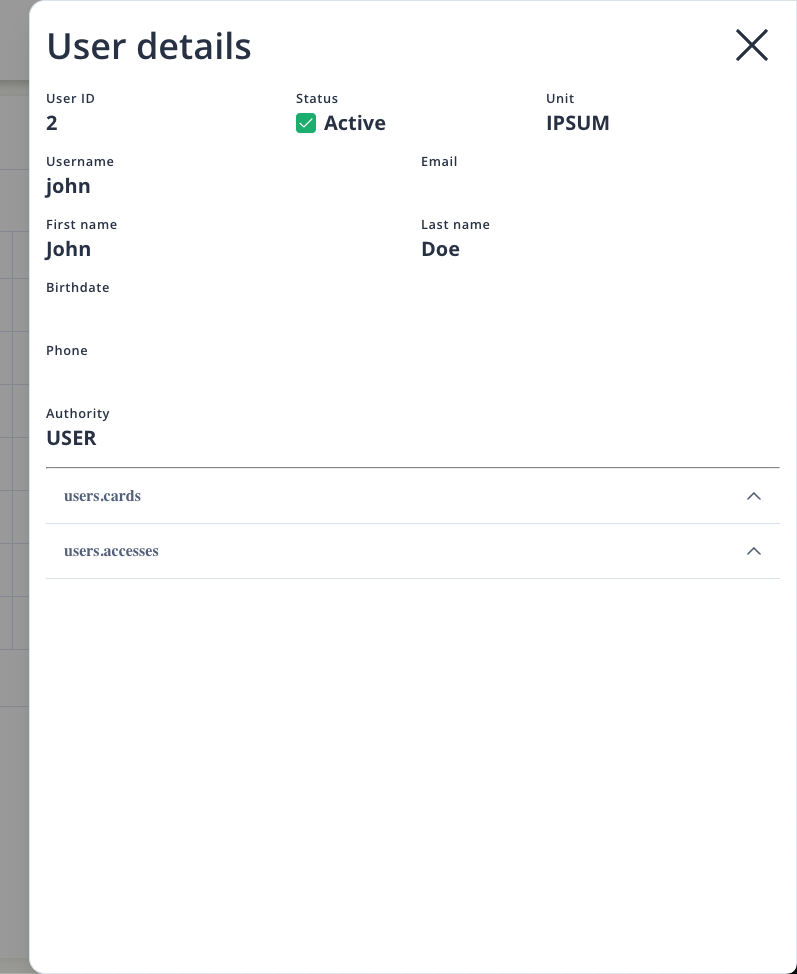 User details
User ID
Status
Unit
2
Active
IPSUM
Username
Email
john
First name
Last name
John
Doe
Birthdate
Phone
Authority
USER
users.cards
users.accesses